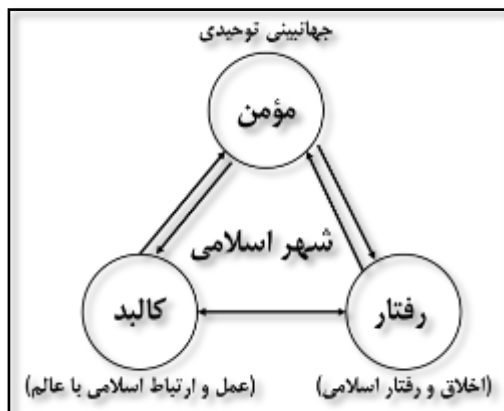 جهانبینی توحیدی
مؤمن
شهر اسلامی
رفتار
کالبد
(اخلاق و رفتار اسلامی)
(عمل و ارتباط اسلامی با عالم)